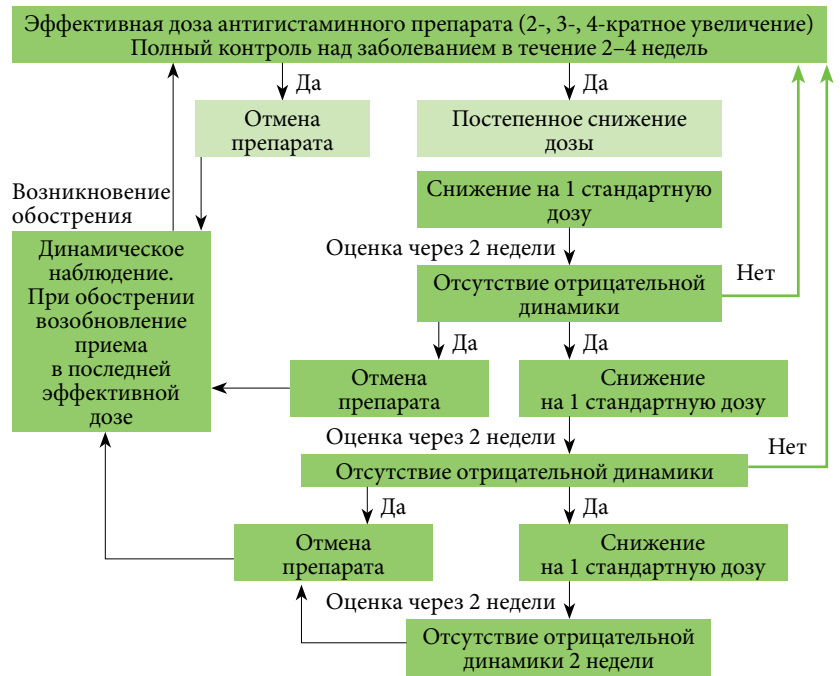 Эффективная доза антигистаминного препарата (2-, 3-, 4-кратное увеличение)
Полный контроль над заболеванием в течение 2–4 недель
Да
Да
Отмена
препарата
Постепенное снижение
дозы
Возникновение
обострения
Снижение на 1 стандартную
дозу
Оценка через 2 недели
Динамическое
наблюдение.
При обострении
возобновление
приема
в последней
эффективной
дозе
Отсутствие отрицательной
динамики
Нет
Да
Да
Отмена
препарата
Снижение
на 1 стандартную дозу
Оценка через 2 недели
Нет
Отсутствие отрицательной динамики
Да
Да
Отмена
препарата
Снижение
на 1 стандартную дозу
Оценка через 2 недели
Отсутствие отрицательной
динамики 2 недели